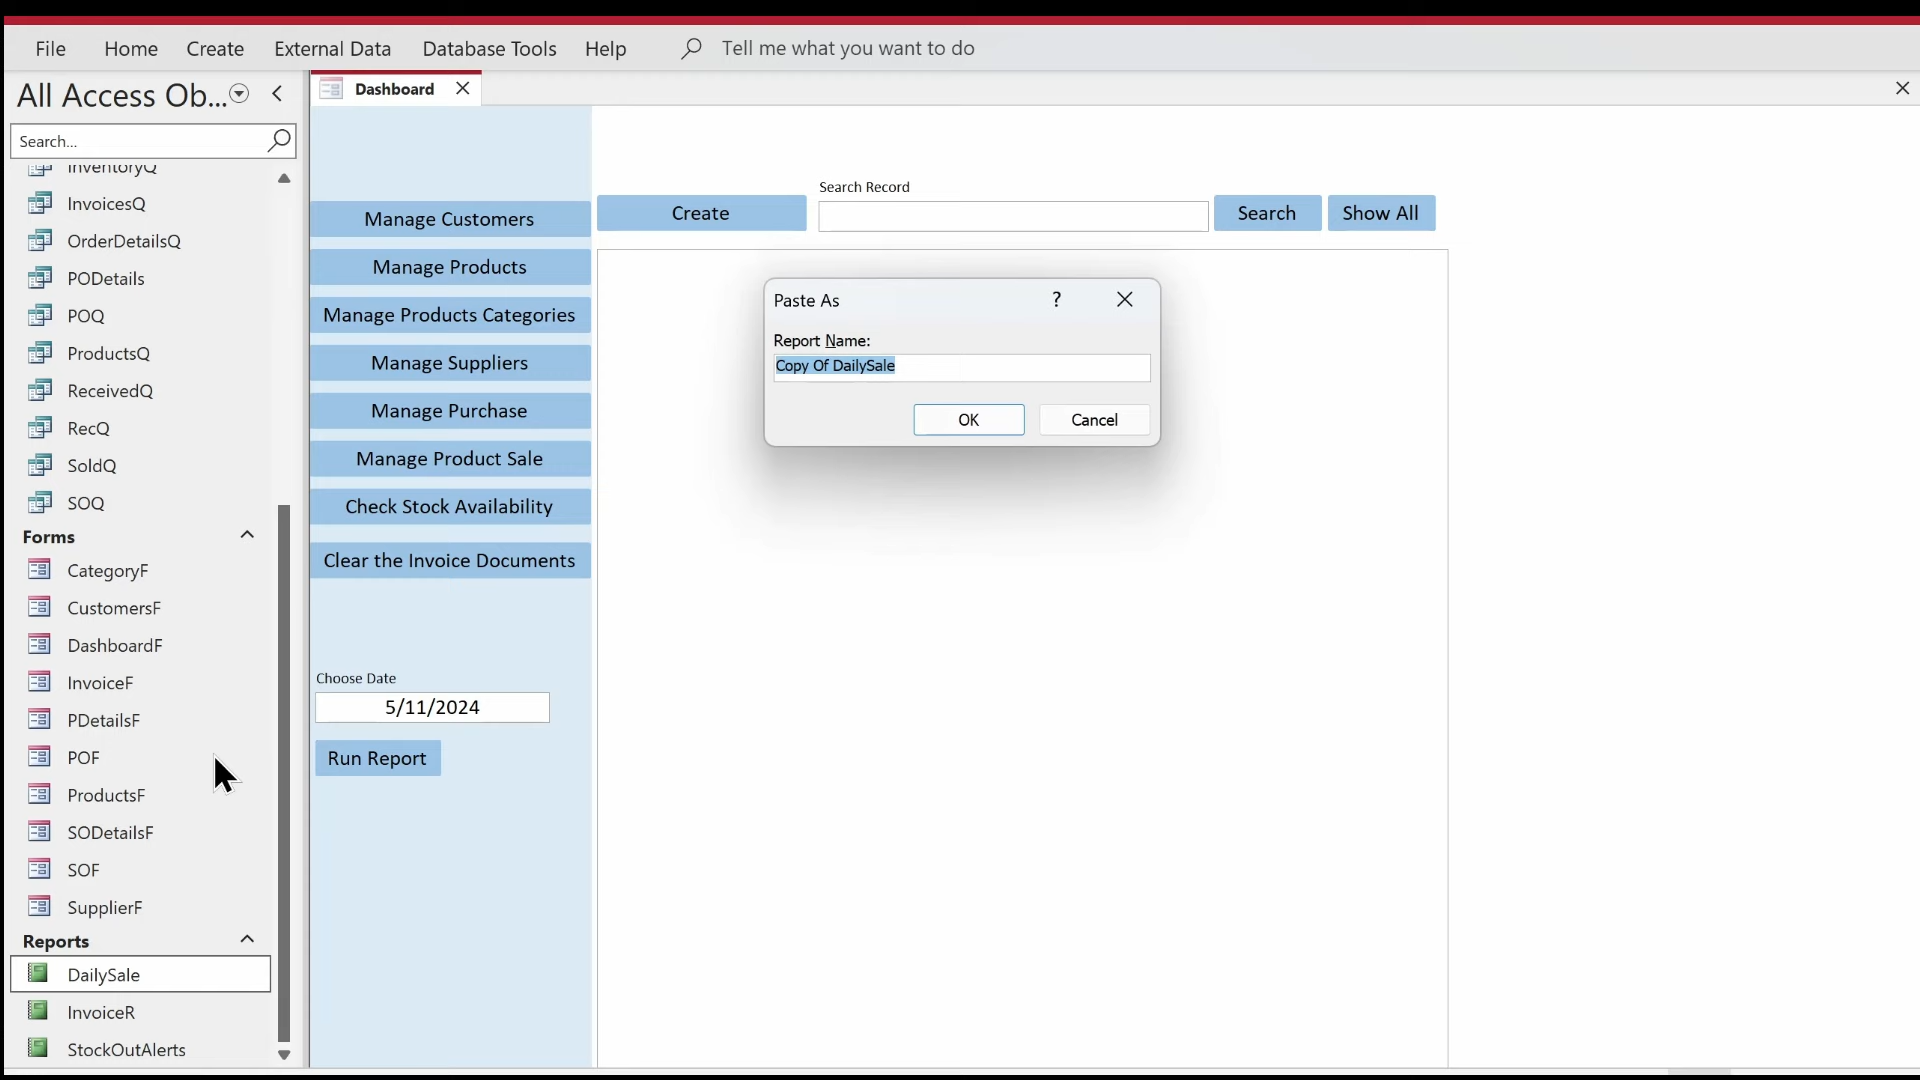 File Home Create External Data Database Tools Help Tell me what you want to do
All Access Ob...
Dashboard
Search...
InventoryQ
InvoicesQ
OrderDetailsQ
PODetails
POQ
ProductsQ
ReceivedQ
RecQ
SoldQ
SOQ
Forms
CategoryF
CustomersF
DashboardF
InvoiceF
PDetailsF
POF
ProductsF
SODetailsF
SOF
SupplierF
Reports
DailySale
InvoiceR
StockOutAlerts
Manage Customers
Manage Products
Manage Products Categories
Manage Suppliers
Manage Purchase
Manage Product Sale
Check Stock Availability
Clear the Invoice Documents
Choose Date
5/11/2024
Run Report
Search Record
Create Search Show All
Paste As ?
Report Name:
Copy Of DailySale
OK Cancel